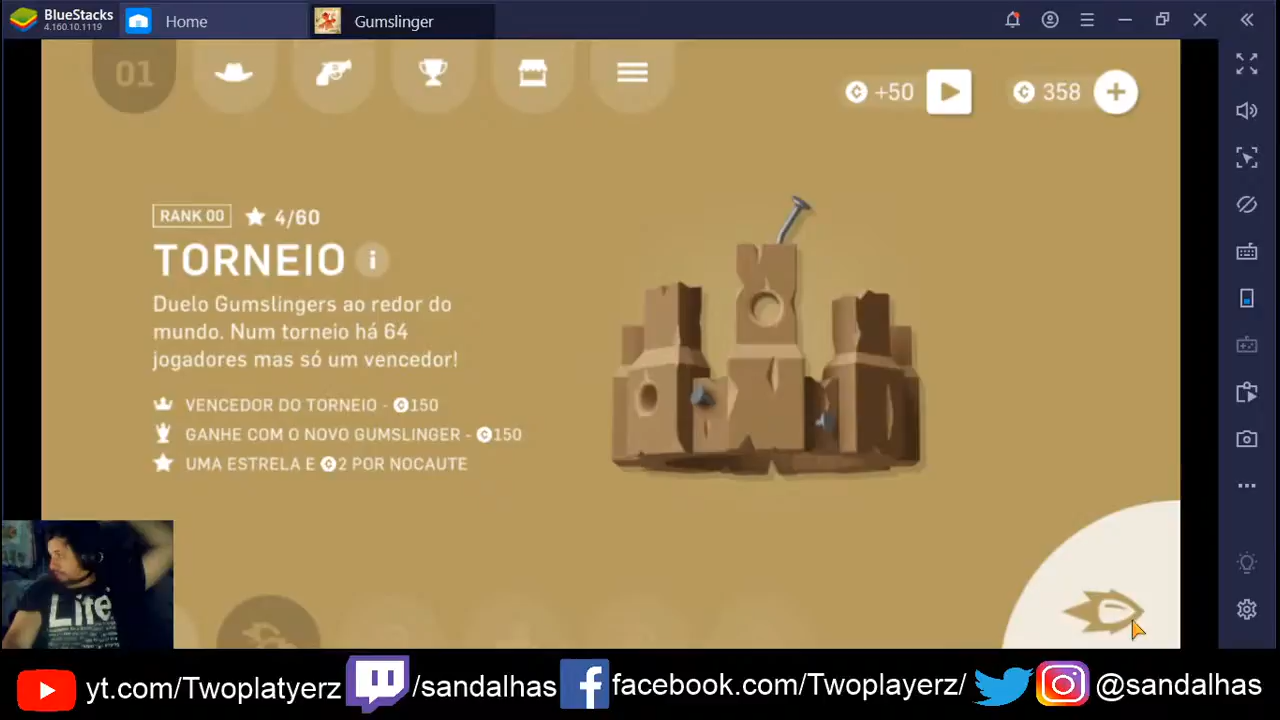 BlueStacks
4.160.10.1119
Home
Gumslinger
01
+50
358
RANK 00
4/60
TORNEIO i
Duelo Gumslingers ao redor do
mundo. Num torneio há 64
jogadores mas só um vencedor!
VENCEDOR DO TORNEIO - ₵150
GANHE COM O NOVO GUMSLINGER - ₵150
UMA ESTRELA E ₵2 POR NOCAUTE
Life
yt.com/Twoplatyerz
/sandalhas
facebook.com/Twoplayerz/
@sandalhas